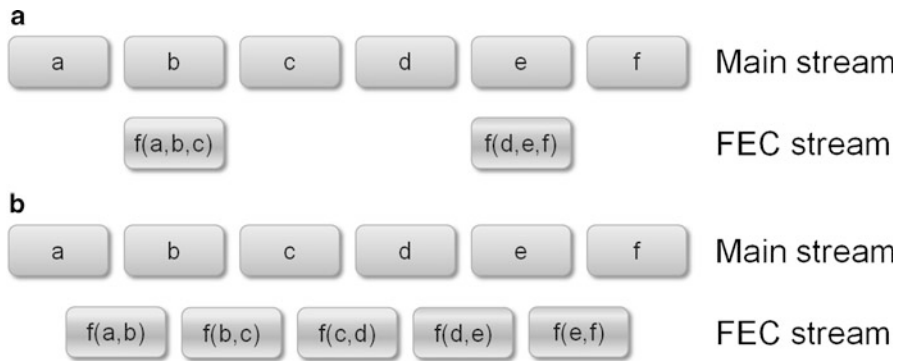 a
a b c d e f Main stream
f(a,b,c) f(d,e,f) FEC stream
b
a b c d e f Main stream
f(a,b) f(b,c) f(c,d) f(d,e) f(e,f) FEC stream